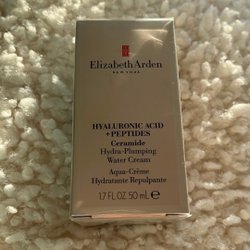 Elizabeth Arden
NEW YORK
HYALURONIC ACID
+PEPTIDES
Ceramide
Hydra-Plumping
Water Cream
Aqua-Crème
Hydratante Repulpante
1.7 FL OZ 50 mL ℮